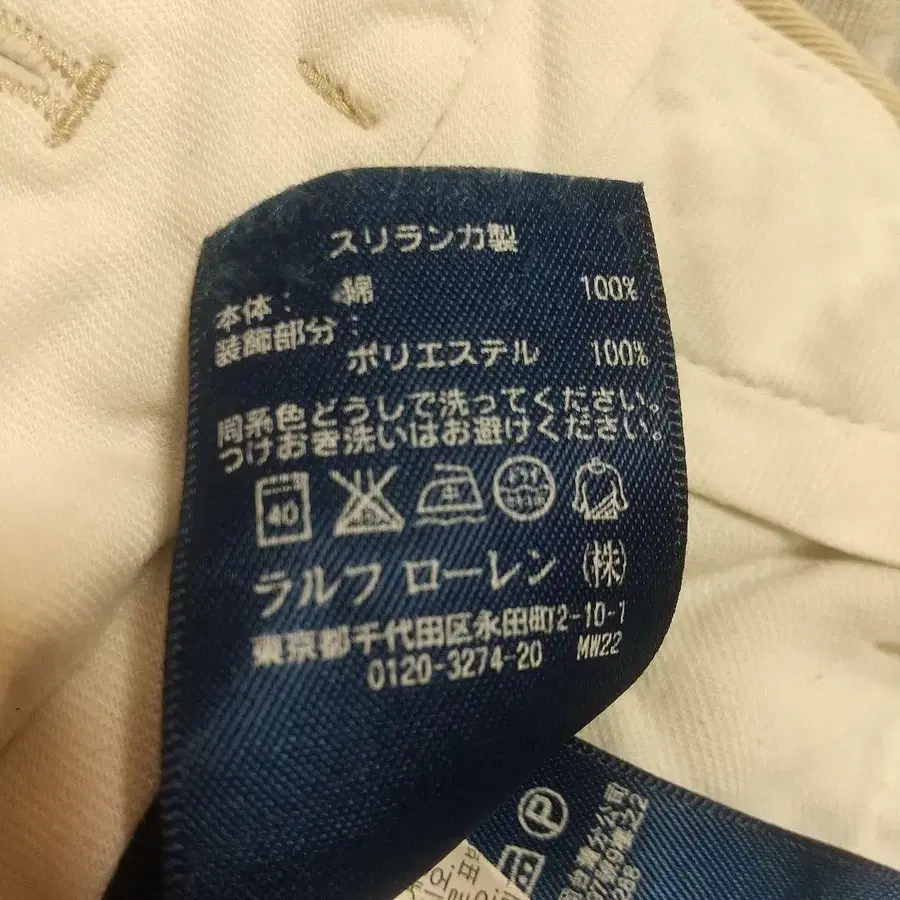 スリランカ製
本体： 綿 100%
装飾部分：
ポリエステル 100%
同系色どうしで洗ってください。
つけおき洗いはお避けください。
40 中
ラルフ ローレン (株)
東京都千代田区永田町2-10-1
0120-3274-20 MW22
P